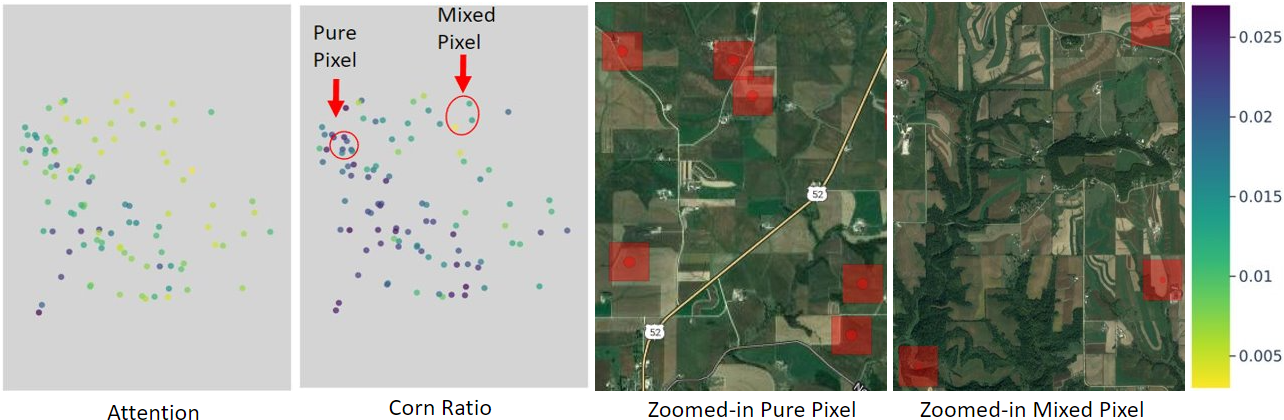 Pure
Pixel
Mixed
Pixel
52
52
0.025
0.02
0.015
0.01
0.005
Attention
Corn Ratio
Zoomed-in Pure Pixel
Zoomed-in Mixed Pixel